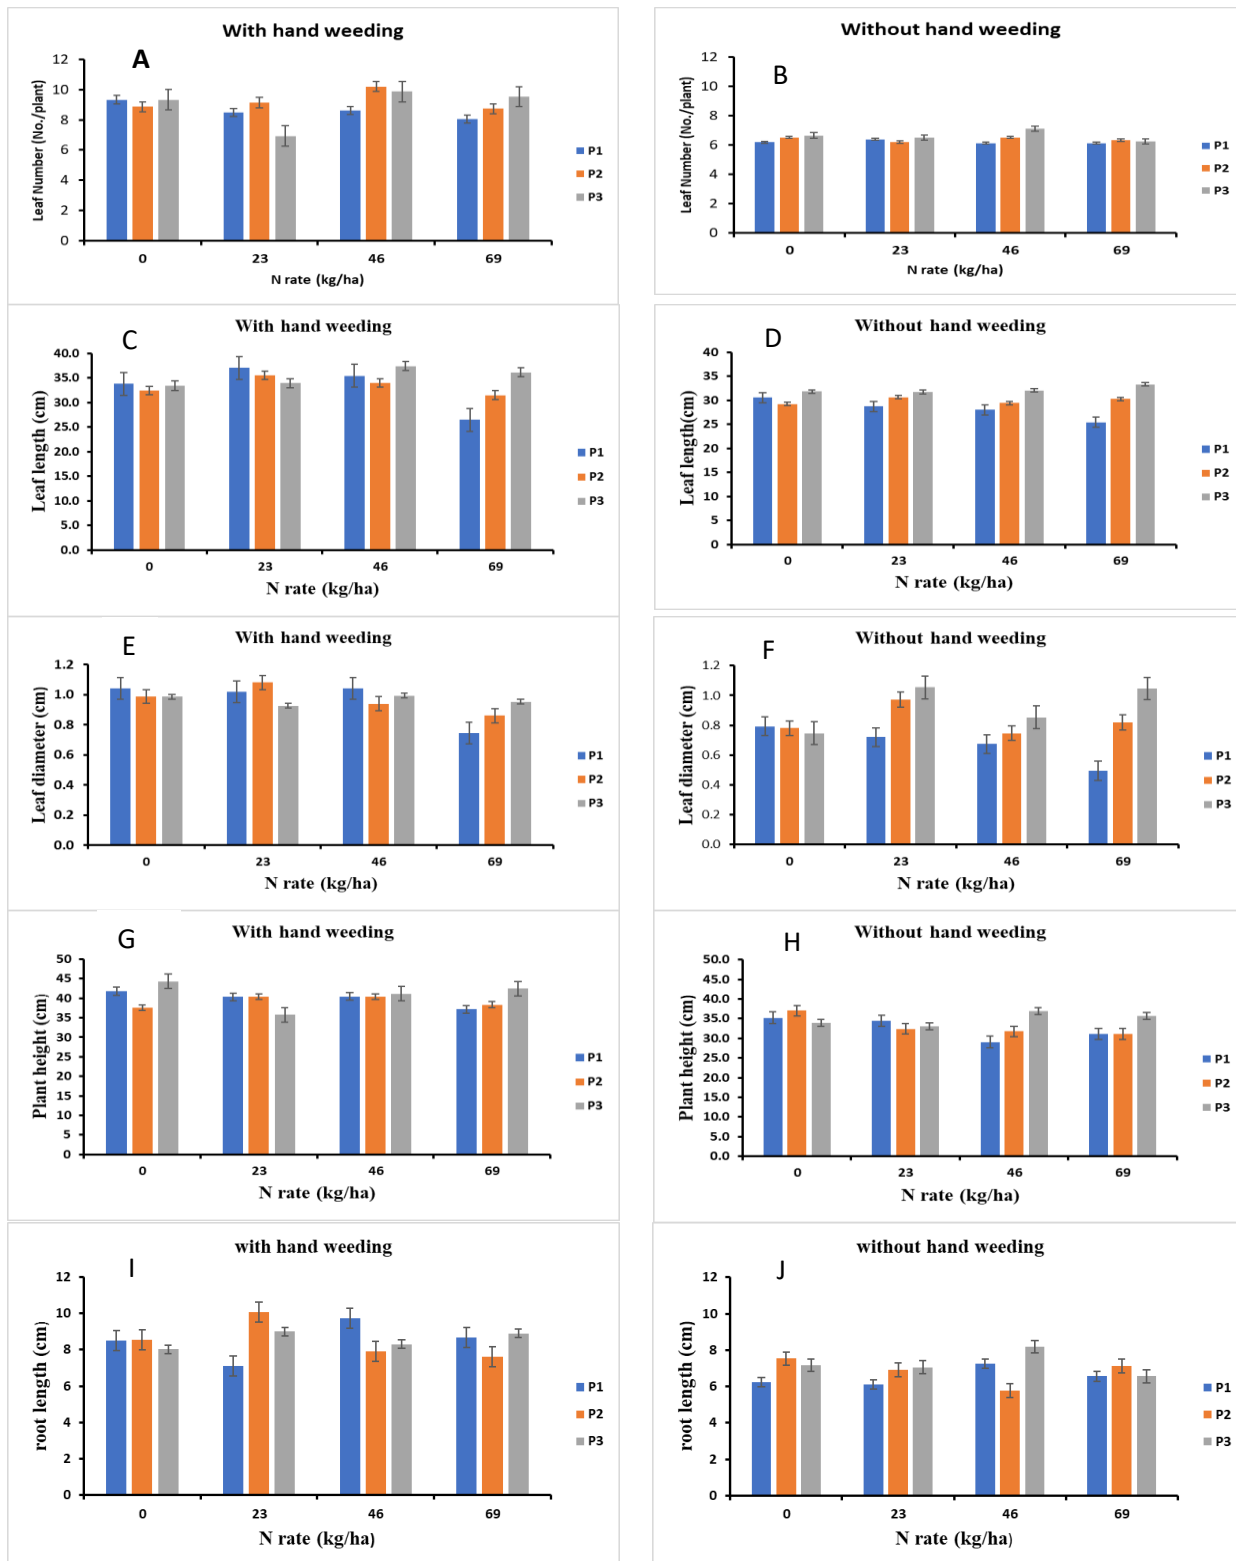 With hand weeding
A
Leaf Number (No./plant)
12
10
8
6
4
2
0
0 23 46 69
N rate (kg/ha)
P1
P2
P3
Without hand weeding
B
Leaf Number (No./plant)
12
10
8
6
4
2
0
0 23 46 69
N rate (kg/ha)
P1
P2
P3
With hand weeding
C
Leaf length (cm)
40.0
35.0
30.0
25.0
20.0
15.0
10.0
5.0
0.0
0 23 46 69
N rate (kg/ha)
P1
P2
P3
Without hand weeding
D
Leaf length(cm)
40
35
30
25
20
15
10
5
0
0 23 46 69
N rate (kg/ha)
P1
P2
P3
With hand weeding
E
Leaf diameter (cm)
1.2
1.0
0.8
0.6
0.4
0.2
0.0
0 23 46 69
N rate (kg/ha)
P1
P2
P3
Without hand weeding
F
Leaf diameter (cm)
1.2
1.0
0.8
0.6
0.4
0.2
0.0
0 23 46 69
N rate (kg/ha)
P1
P2
P3
With hand weeding
G
Plant height (cm)
50
45
40
35
30
25
20
15
10
5
0
0 23 46 69
N rate (kg/ha)
P1
P2
P3
Without hand weeding
H
Plant height (cm)
50.0
45.0
40.0
35.0
30.0
25.0
20.0
15.0
10.0
5.0
0.0
0 23 46 69
N rate (kg/ha)
P1
P2
P3
with hand weeding
I
root length (cm)
12
10
8
6
4
2
0
0 23 46 69
N rate (kg/ha)
P1
P2
P3
without hand weeding
J
root length (cm)
12
10
8
6
4
2
0
0 23 46 69
N rate (kg/ha)
P1
P2
P3